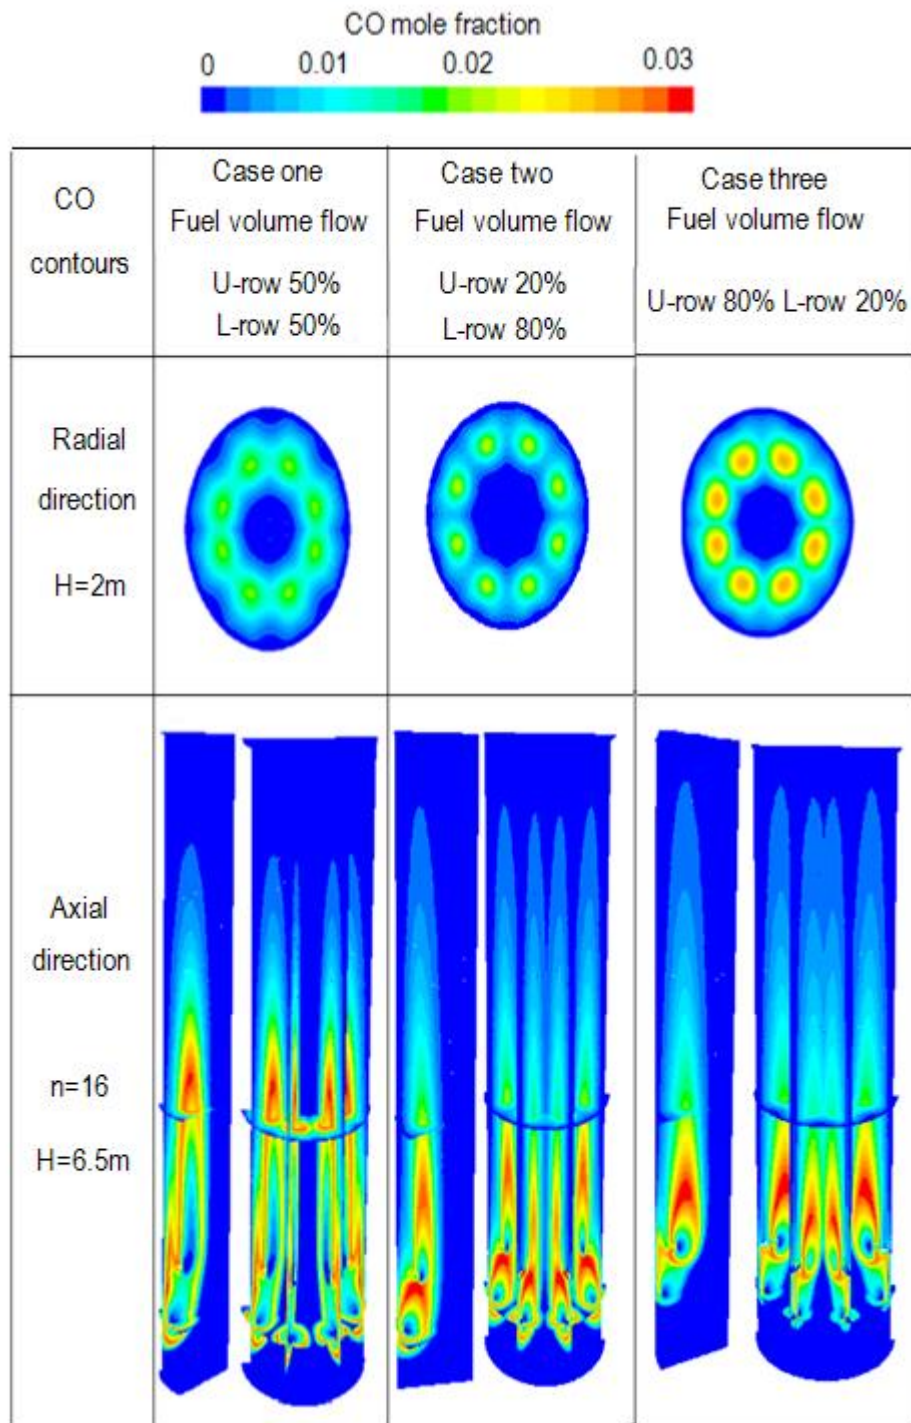 CO mole fraction
0 0.01 0.02 0.03
CO
contours
Case one
Fuel volume flow
U-row 50%
L-row 50%
Case two
Fuel volume flow
U-row 20%
L-row 80%
Case three
Fuel volume flow
U-row 80% L-row 20%
Radial
direction
H=2m
Axial
direction
n=16
H=6.5m